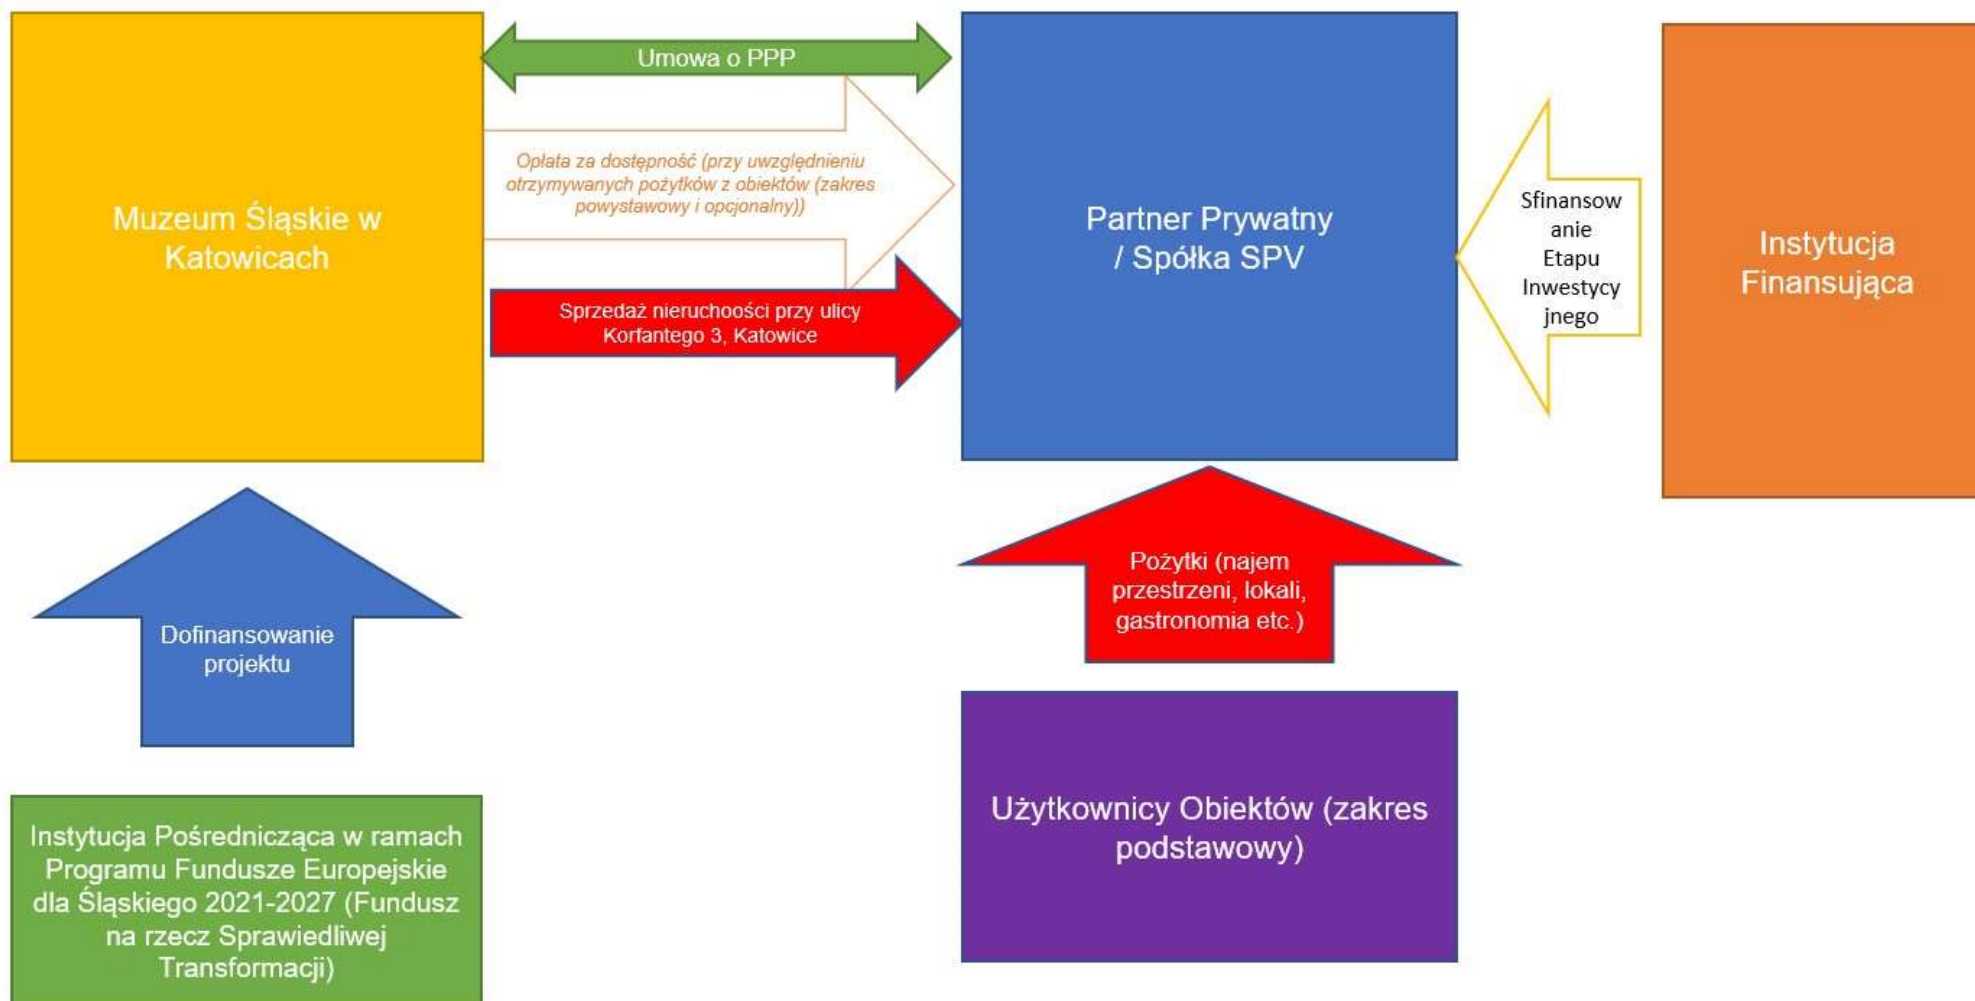 Umowa o PPP
Muzeum Śląskie w
Katowicach
Opłata za dostępność (przy uwzględnieniu
otrzymywanych pożytków z obiektów (zakres
powystawowy i opcjonalny))
Sprzedaż nieruchoości przy ulicy
Korfantego 3, Katowice
Partner Prywatny
/ Spółka SPV
Sfinansow
anie
Etapu
Inwestycy
jnego
Instytucja
Finansująca
Dofinansowanie
projektu
Pożytki (najem
przestrzeni, lokali,
gastronomia etc.)
Instytucja Pośrednicząca w ramach
Programu Fundusze Europejskie
dla Śląskiego 2021-2027 (Fundusz
na rzecz Sprawiedliwej
Transformacji)
Użytkownicy Obiektów (zakres
podstawowy)